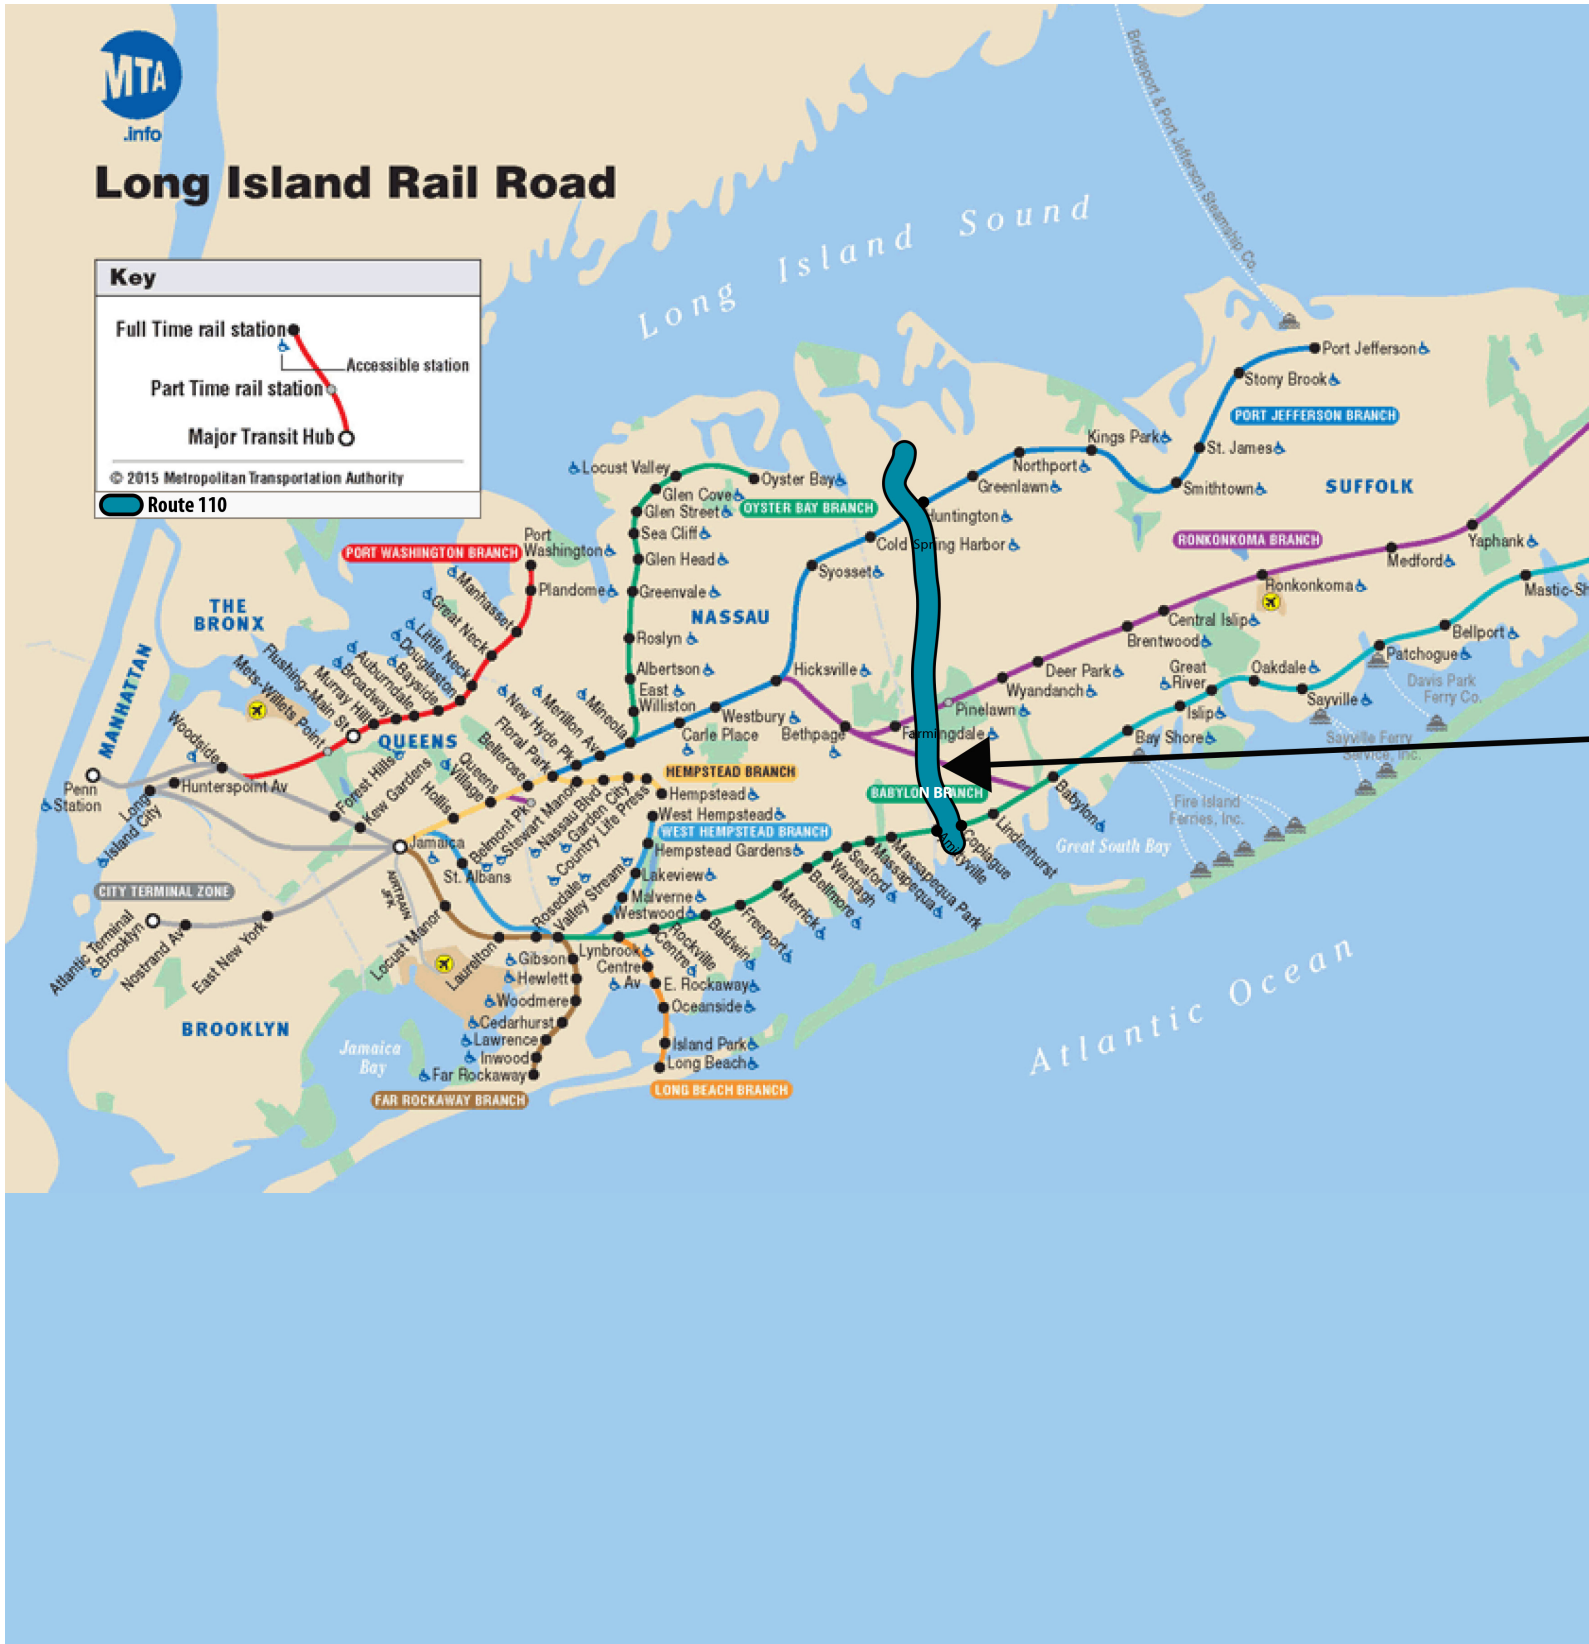 MTA
.info
Long Island Rail Road
Key
Full Time rail station
Accessible station
Part Time rail station
Major Transit Hub
© 2015 Metropolitan Transportation Authority
Route 110
Long Island Sound
Bridgeport & Port Jefferson Steamship Co.
Port Jefferson
Stony Brook
PORT JEFFERSON BRANCH
St. James
Smithtown
Kings Park
Northport
Greenlawn
Huntington
Cold Spring Harbor
Syosset
SUFFOLK
Locust Valley
Oyster Bay
Glen Cove
Glen Street
OYSTER BAY BRANCH
Sea Cliff
Glen Head
Greenvale
Roslyn
Albertson
East
Williston
NASSAU
PORT WASHINGTON BRANCH
Port
Washington
Plandome
Manhasset
Great Neck
Little Neck
Douglaston
Bayside
Auburndale
Broadway
Murray Hill
Flushing-Main St
Mets-Willets Point
THE
BRONX
MANHATTAN
QUEENS
Woodside
Penn
Station
Hunterspoint Av
Long
Island City
Forest Hills
Kew Gardens
Jamaica
Hollis
Queens
Village
Bellerose
Floral Park
New Hyde Pk
Merillon Av
Mineola
Carle Place
Westbury
Hicksville
Bethpage
Farmingdale
Pinelawn
Wyandanch
Deer Park
Brentwood
Central Islip
Ronkonkoma
RONKONKOMA BRANCH
Medford
Yaphank
Mastic-Sh
Bellport
Patchogue
Sayville
Oakdale
Great
River
Islip
Bay Shore
Babylon
Davis Park
Ferry Co.
Sayville Ferry
Service, Inc.
Fire Island
Ferries, Inc.
Great South Bay
BABYLON BRANCH
Lindenhurst
Copiague
Amityville
Massapequa Park
Massapequa
Seaford
Wantagh
Bellmore
Merrick
Freeport
Baldwin
Rockville
Centre
HEMPSTEAD BRANCH
Hempstead
Country Life Press
Garden City
Nassau Blvd
Stewart Manor
Belmont Pk
West Hempstead
WEST HEMPSTEAD BRANCH
Hempstead Gardens
Lakeview
Malverne
Westwood
St. Albans
Rosedale
Valley Stream
Laurelton
Locust Manor
AIRTRAIN
JFK
CITY TERMINAL ZONE
Atlantic Terminal
Brooklyn
Nostrand Av
East New York
BROOKLYN
Jamaica
Bay
Gibson
Hewlett
Woodmere
Cedarhurst
Lawrence
Inwood
Far Rockaway
FAR ROCKAWAY BRANCH
Lynbrook
Centre
Av
E. Rockaway
Oceanside
Island Park
Long Beach
LONG BEACH BRANCH
Atlantic Ocean